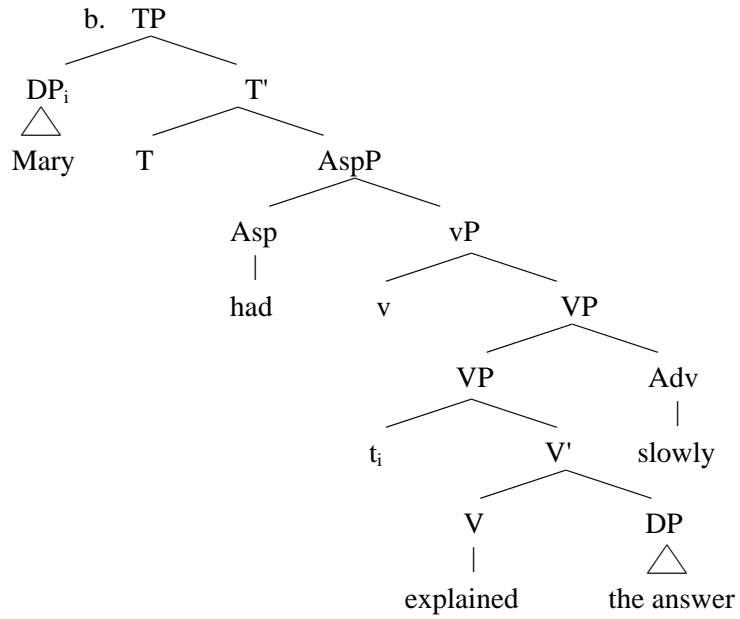 b. TP
DPᵢ T'
Mary T AspP
Asp vP
had v VP
VP Adv
tᵢ V' slowly
V DP
explained the answer